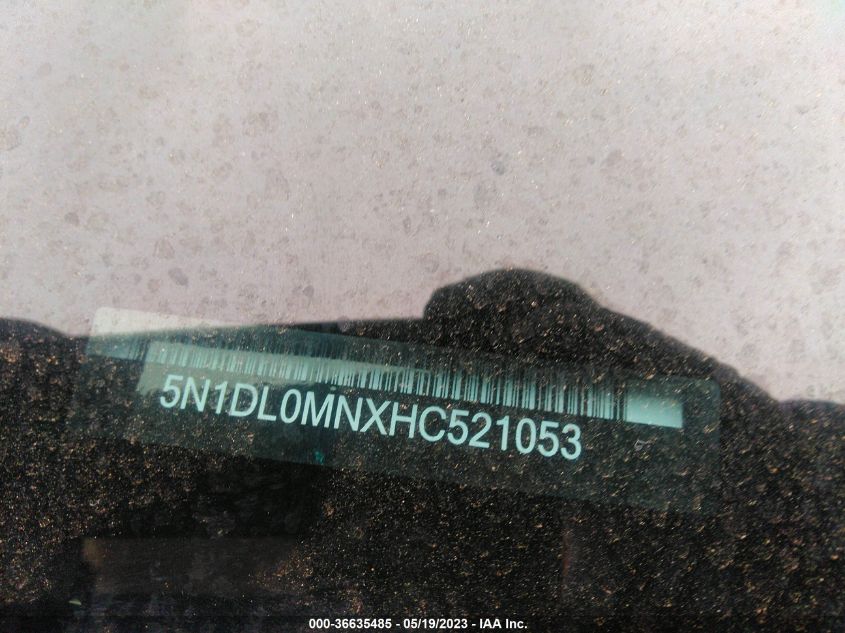 5N1DL0MNXHC521053
000-36635485 - 05/19/2023 - IAA Inc.